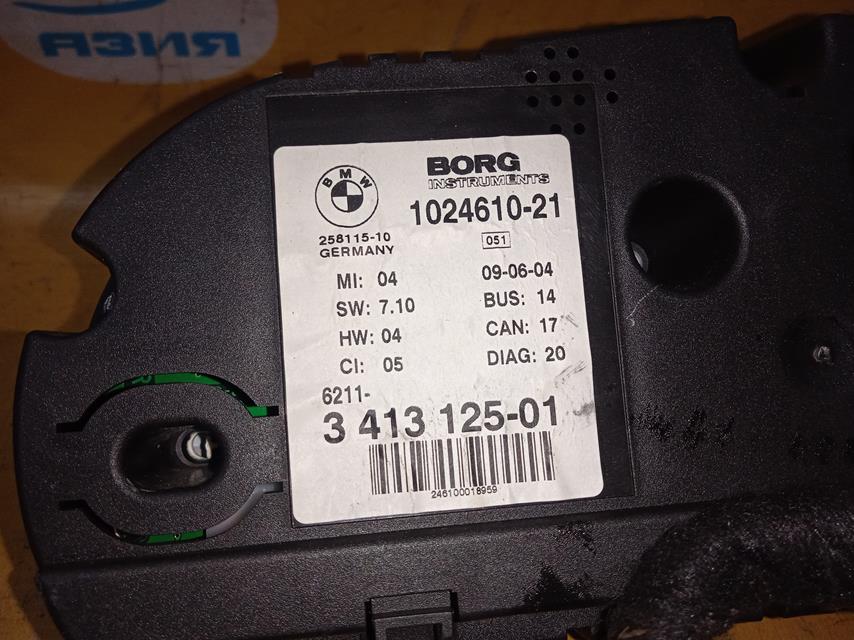 АЗИЯ
BMW
BORG
INSTRUMENTS
1024610-21
258115-10
GERMANY
051
MI: 04
09-06-04
SW: 7.10
BUS: 14
HW: 04
CAN: 17
CI: 05
DIAG: 20
6211-
3 413 125-01
246100018959